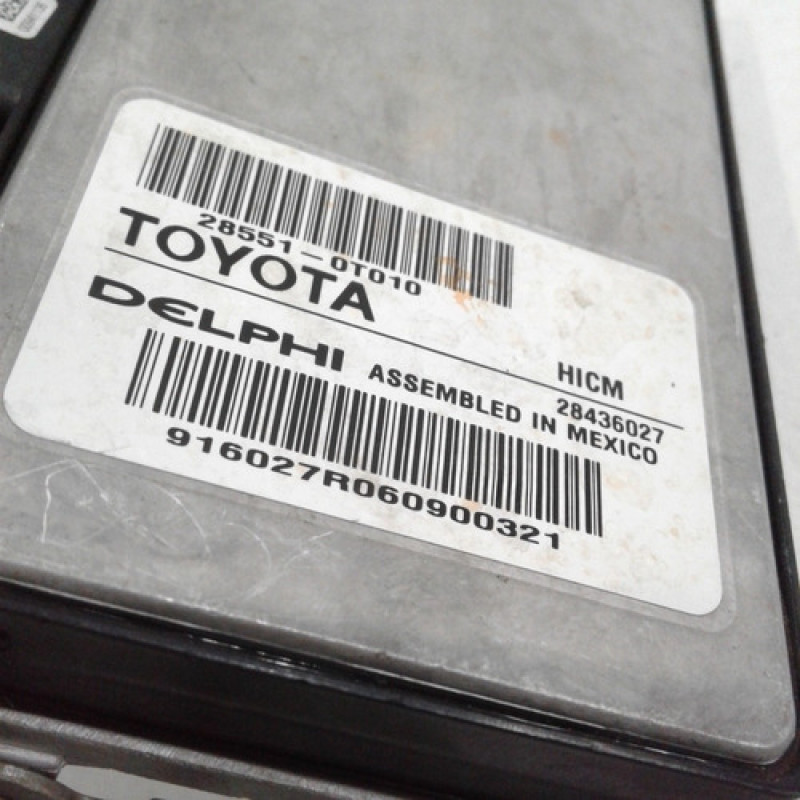 28551-0T010
TOYOTA
HICM
28436027
DELPHI ASSEMBLED IN MEXICO
916027R060900321